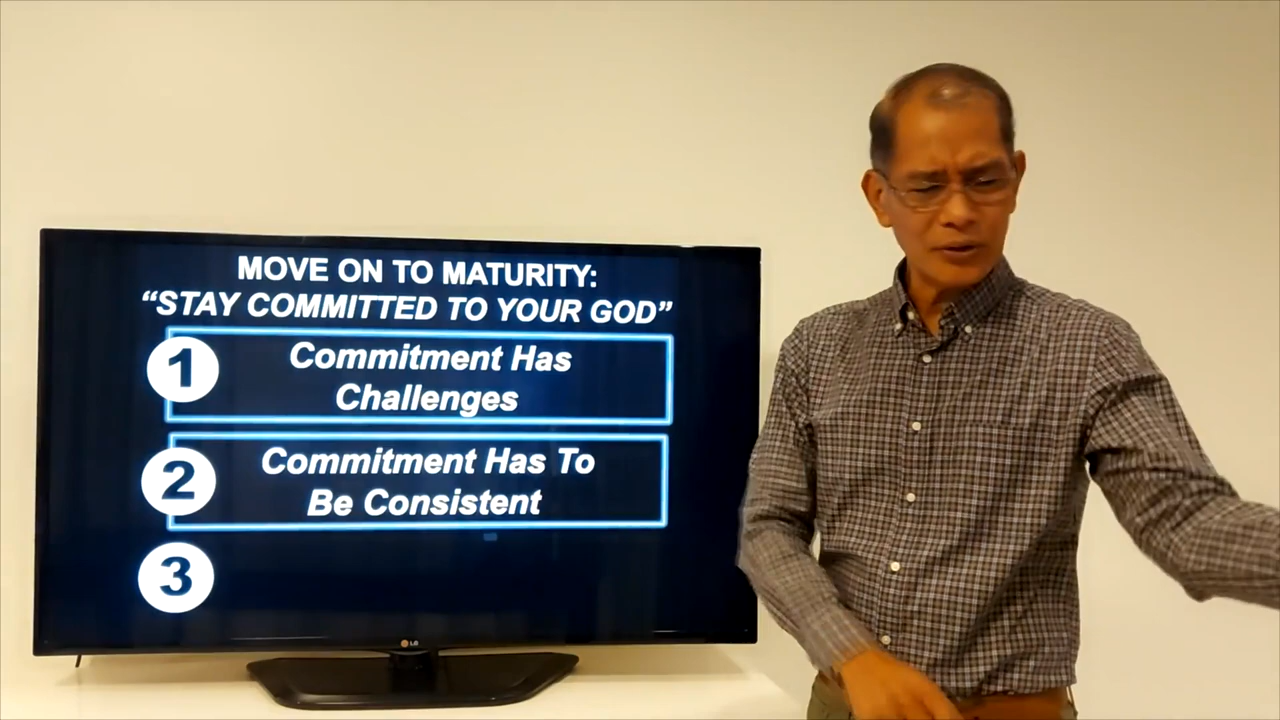 MOVE ON TO MATURITY:
“STAY COMMITTED TO YOUR GOD”
1
Commitment Has
Challenges
2
Commitment Has To
Be Consistent
3
LG